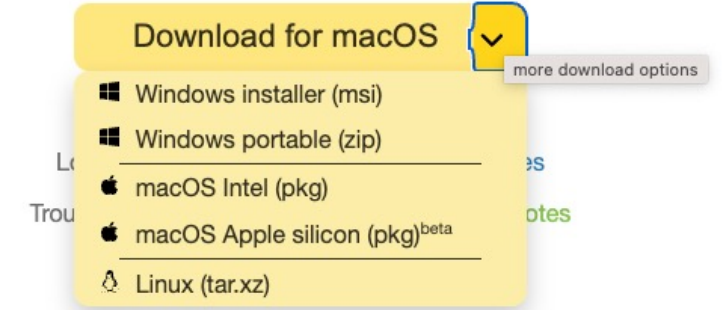 Download for macOS
more download options
Windows installer (msi)
Windows portable (zip)
macOS Intel (pkg)
macOS Apple silicon (pkg)beta
Linux (tar.xz)